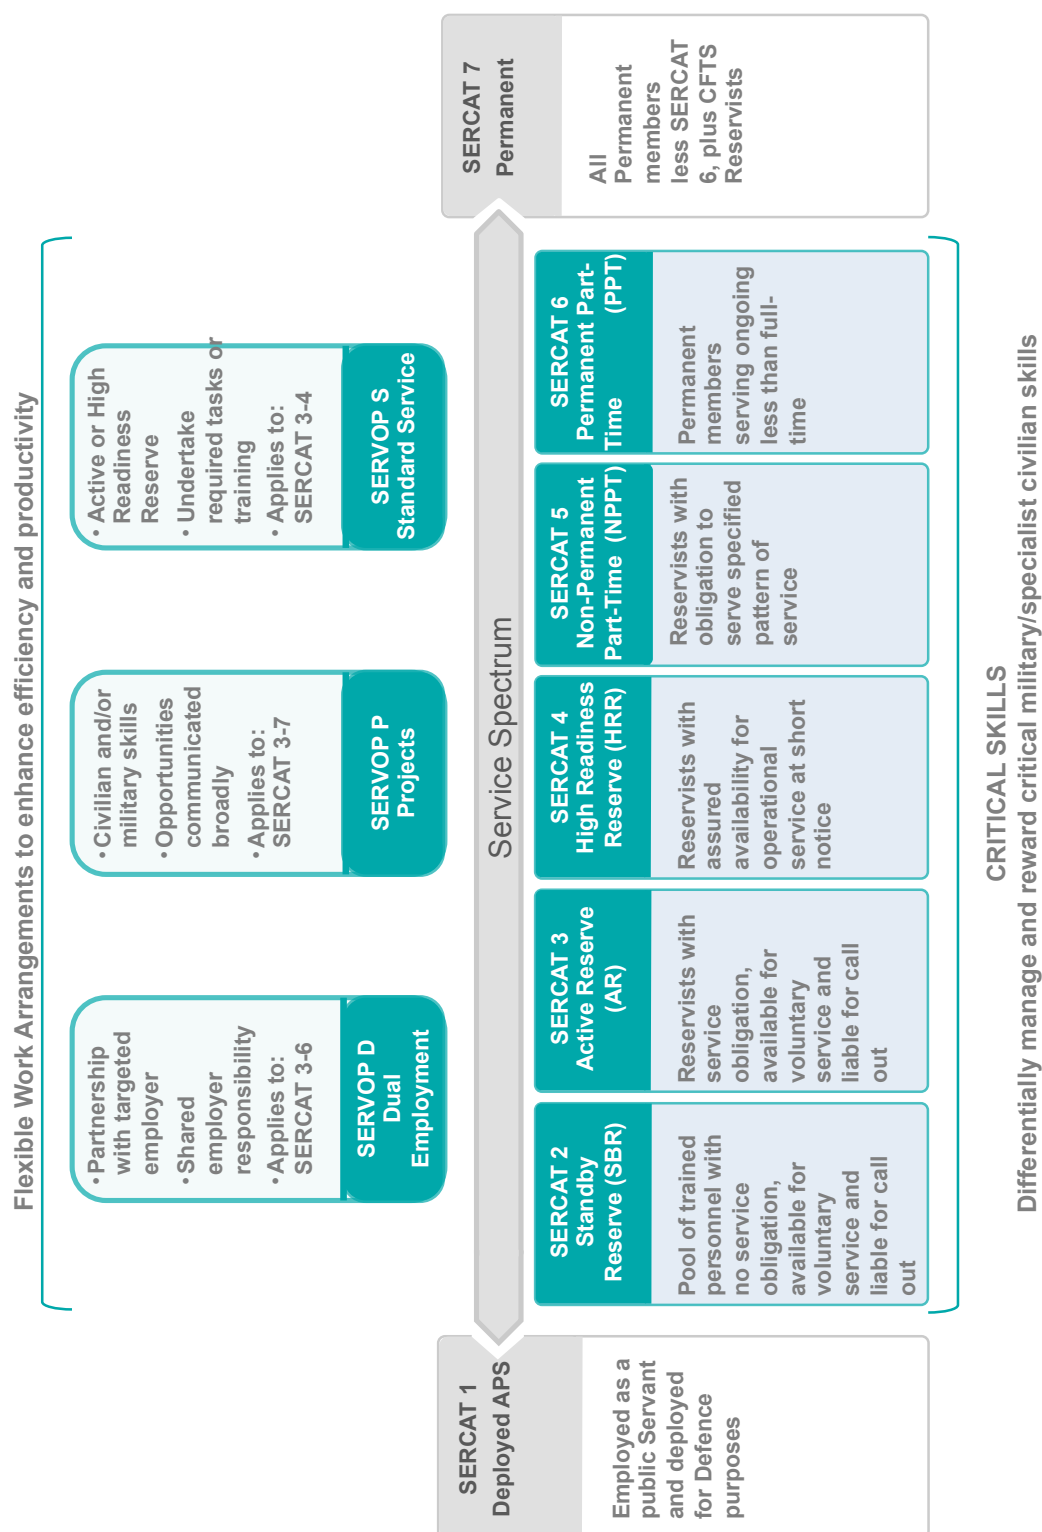 Flexible Work Arrangements to enhance efficiency and productivity
• Partnership
with targeted
employer
• Shared
employer
responsibility
• Applies to:
SERCAT 3-6
SERVOP D
Dual
Employment
• Civilian and/or
military skills
• Opportunities
communicated
broadly
• Applies to:
SERCAT 3-7
SERVOP P
Projects
• Active or High
Readiness
Reserve
• Undertake
required tasks or
training
• Applies to:
SERCAT 3-4
SERVOP S
Standard Service
Service Spectrum
SERCAT 1
Deployed APS
Employed as a
public Servant
and deployed
for Defence
purposes
SERCAT 2
Standby
Reserve (SBR)
Pool of trained
personnel with
no service
obligation,
available for
voluntary
service and
liable for call
out
SERCAT 3
Active Reserve
(AR)
Reservists with
service
obligation,
available for
voluntary
service and
liable for call
out
SERCAT 4
High Readiness
Reserve (HRR)
Reservists with
assured
availability for
operational
service at short
notice
SERCAT 5
Non-Permanent
Part-Time (NPPT)
Reservists with
obligation to
serve specified
pattern of
service
SERCAT 6
Permanent Part-
Time (PPT)
Permanent
members
serving ongoing
less than full-
time
SERCAT 7
Permanent
All
Permanent
members
less SERCAT
6, plus CFTS
Reservists
CRITICAL SKILLS
Differentially manage and reward critical military/specialist civilian skills